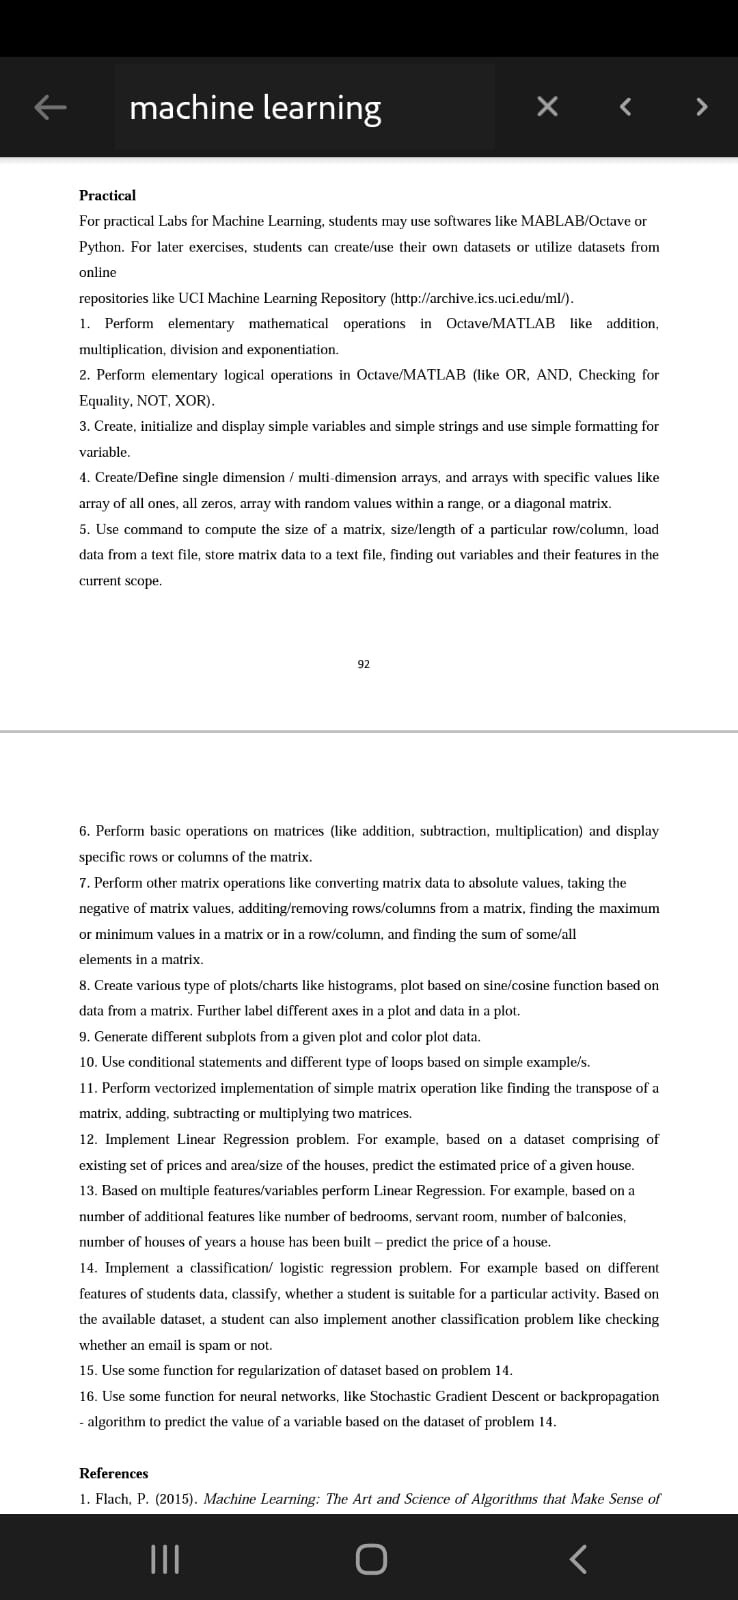 machine learning
Practical
For practical Labs for Machine Learning, students may use softwares like MABLAB/Octave or
Python. For later exercises, students can create/use their own datasets or utilize datasets from
online
repositories like UCI Machine Learning Repository (http://archive.ics.uci.edu/ml/).
1. Perform elementary mathematical operations in Octave/MATLAB like addition,
multiplication, division and exponentiation.
2. Perform elementary logical operations in Octave/MATLAB (like OR, AND, Checking for
Equality, NOT, XOR).
3. Create, initialize and display simple variables and simple strings and use simple formatting for
variable.
4. Create/Define single dimension / multi-dimension arrays, and arrays with specific values like
array of all ones, all zeros, array with random values within a range, or a diagonal matrix.
5. Use command to compute the size of a matrix, size/length of a particular row/column, load
data from a text file, store matrix data to a text file, finding out variables and their features in the
current scope.
92
6. Perform basic operations on matrices (like addition, subtraction, multiplication) and display
specific rows or columns of the matrix.
7. Perform other matrix operations like converting matrix data to absolute values, taking the
negative of matrix values, additing/removing rows/columns from a matrix, finding the maximum
or minimum values in a matrix or in a row/column, and finding the sum of some/all
elements in a matrix.
8. Create various type of plots/charts like histograms, plot based on sine/cosine function based on
data from a matrix. Further label different axes in a plot and data in a plot.
9. Generate different subplots from a given plot and color plot data.
10. Use conditional statements and different type of loops based on simple example/s.
11. Perform vectorized implementation of simple matrix operation like finding the transpose of a
matrix, adding, subtracting or multiplying two matrices.
12. Implement Linear Regression problem. For example, based on a dataset comprising of
existing set of prices and area/size of the houses, predict the estimated price of a given house.
13. Based on multiple features/variables perform Linear Regression. For example, based on a
number of additional features like number of bedrooms, servant room, number of balconies,
number of houses of years a house has been built – predict the price of a house.
14. Implement a classification/ logistic regression problem. For example based on different
features of students data, classify, whether a student is suitable for a particular activity. Based on
the available dataset, a student can also implement another classification problem like checking
whether an email is spam or not.
15. Use some function for regularization of dataset based on problem 14.
16. Use some function for neural networks, like Stochastic Gradient Descent or backpropagation
- algorithm to predict the value of a variable based on the dataset of problem 14.
References
1. Flach, P. (2015). Machine Learning: The Art and Science of Algorithms that Make Sense of